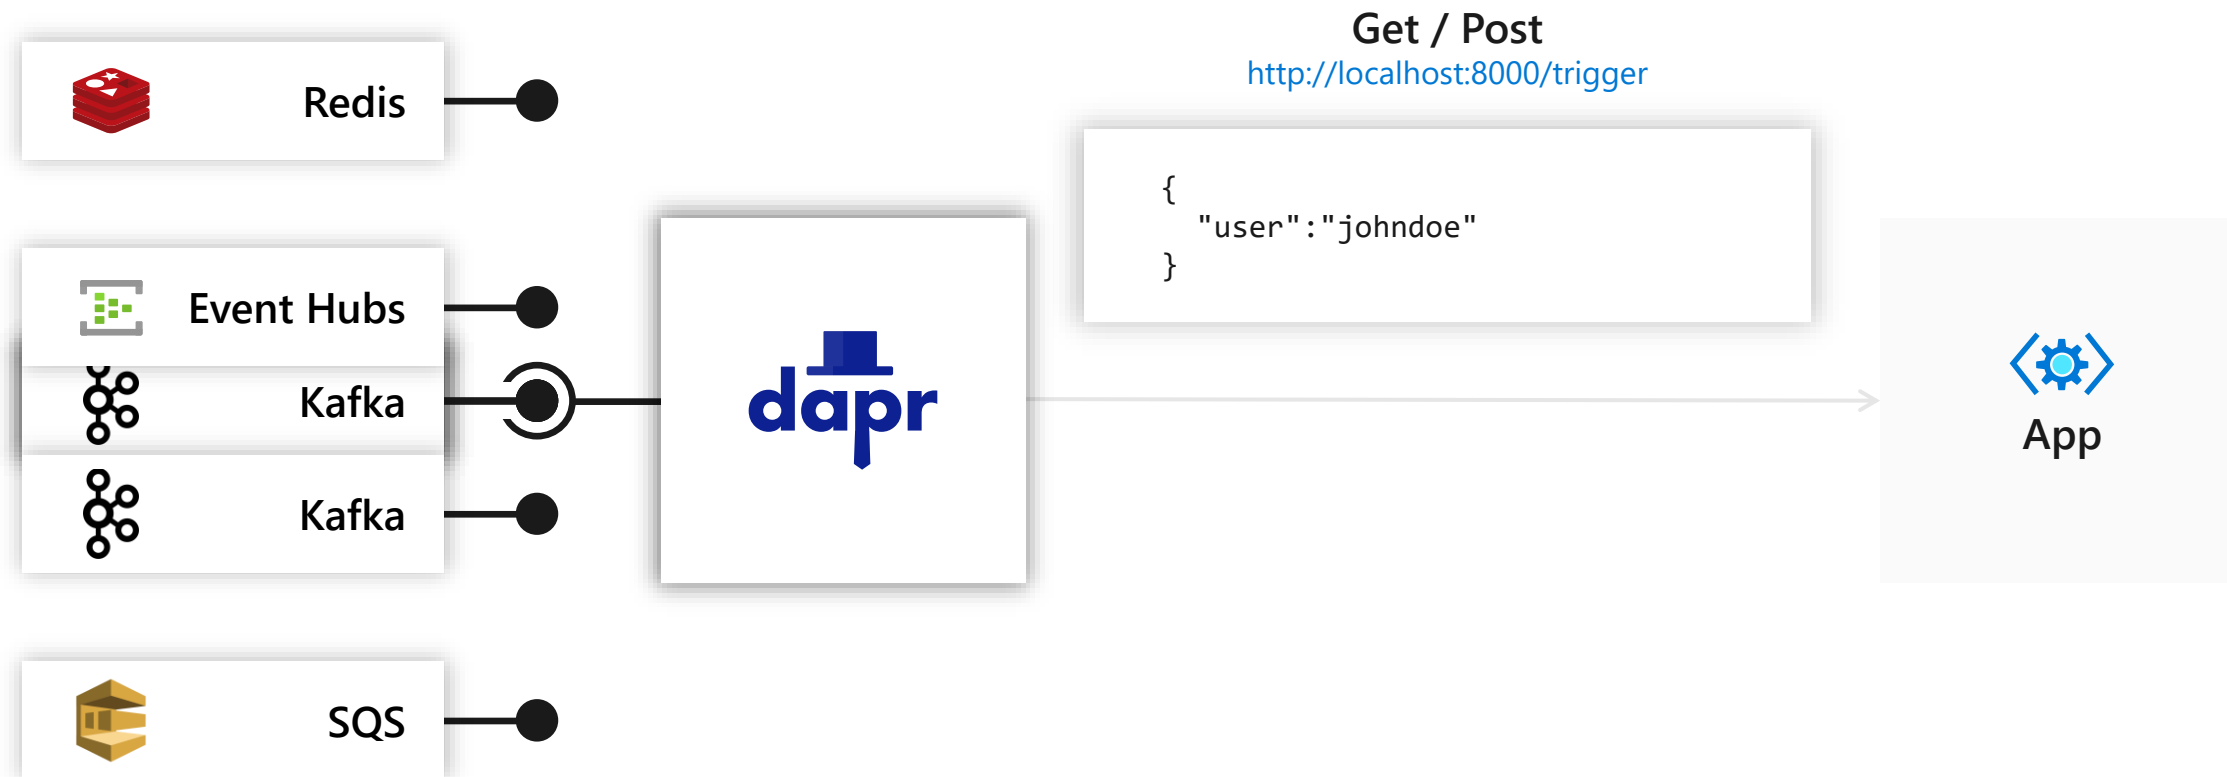 Get / Post
http://localhost:8000/trigger
Redis
{
"user":"johndoe"
}
Event Hubs
Kafka
dapr
App
Kafka
SQS